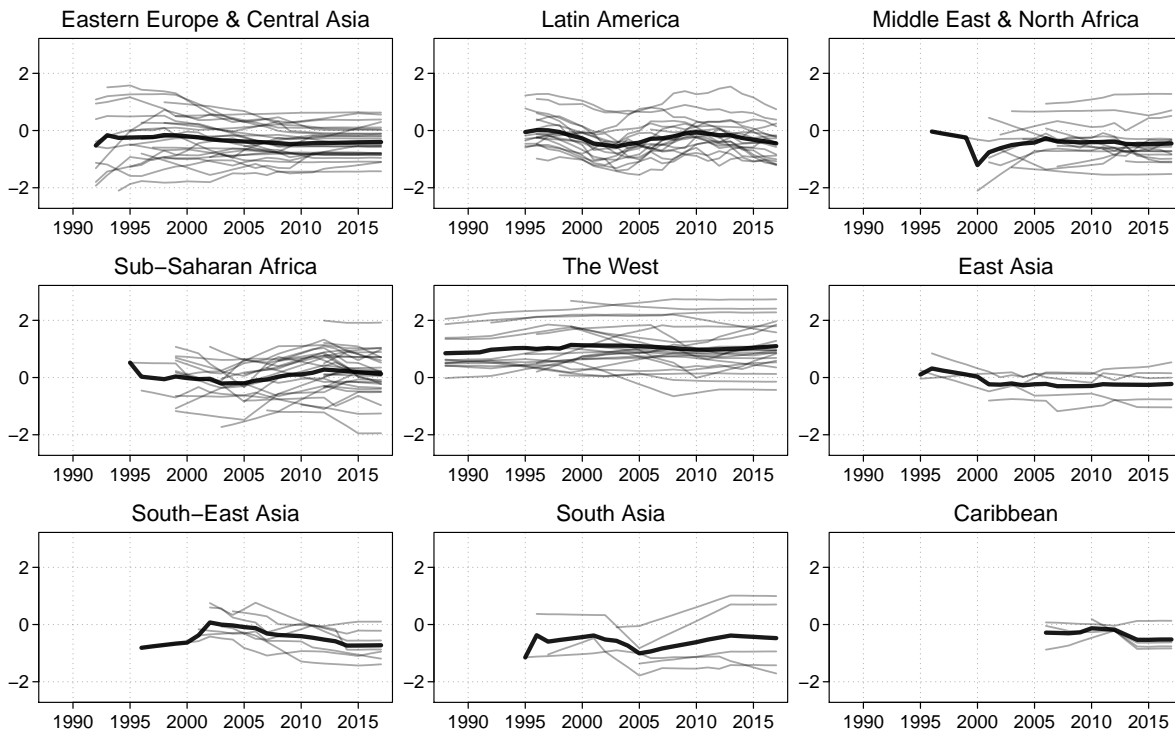 Eastern Europe & Central Asia
Latin America
Middle East & North Africa
2
0
−2
1990 1995 2000 2005 2010 2015
2
0
−2
1990 1995 2000 2005 2010 2015
2
0
−2
1990 1995 2000 2005 2010 2015
Sub−Saharan Africa
The West
East Asia
2
0
−2
1990 1995 2000 2005 2010 2015
2
0
−2
1990 1995 2000 2005 2010 2015
2
0
−2
1990 1995 2000 2005 2010 2015
South−East Asia
South Asia
Caribbean
2
0
−2
1990 1995 2000 2005 2010 2015
2
0
−2
1990 1995 2000 2005 2010 2015
2
0
−2
1990 1995 2000 2005 2010 2015